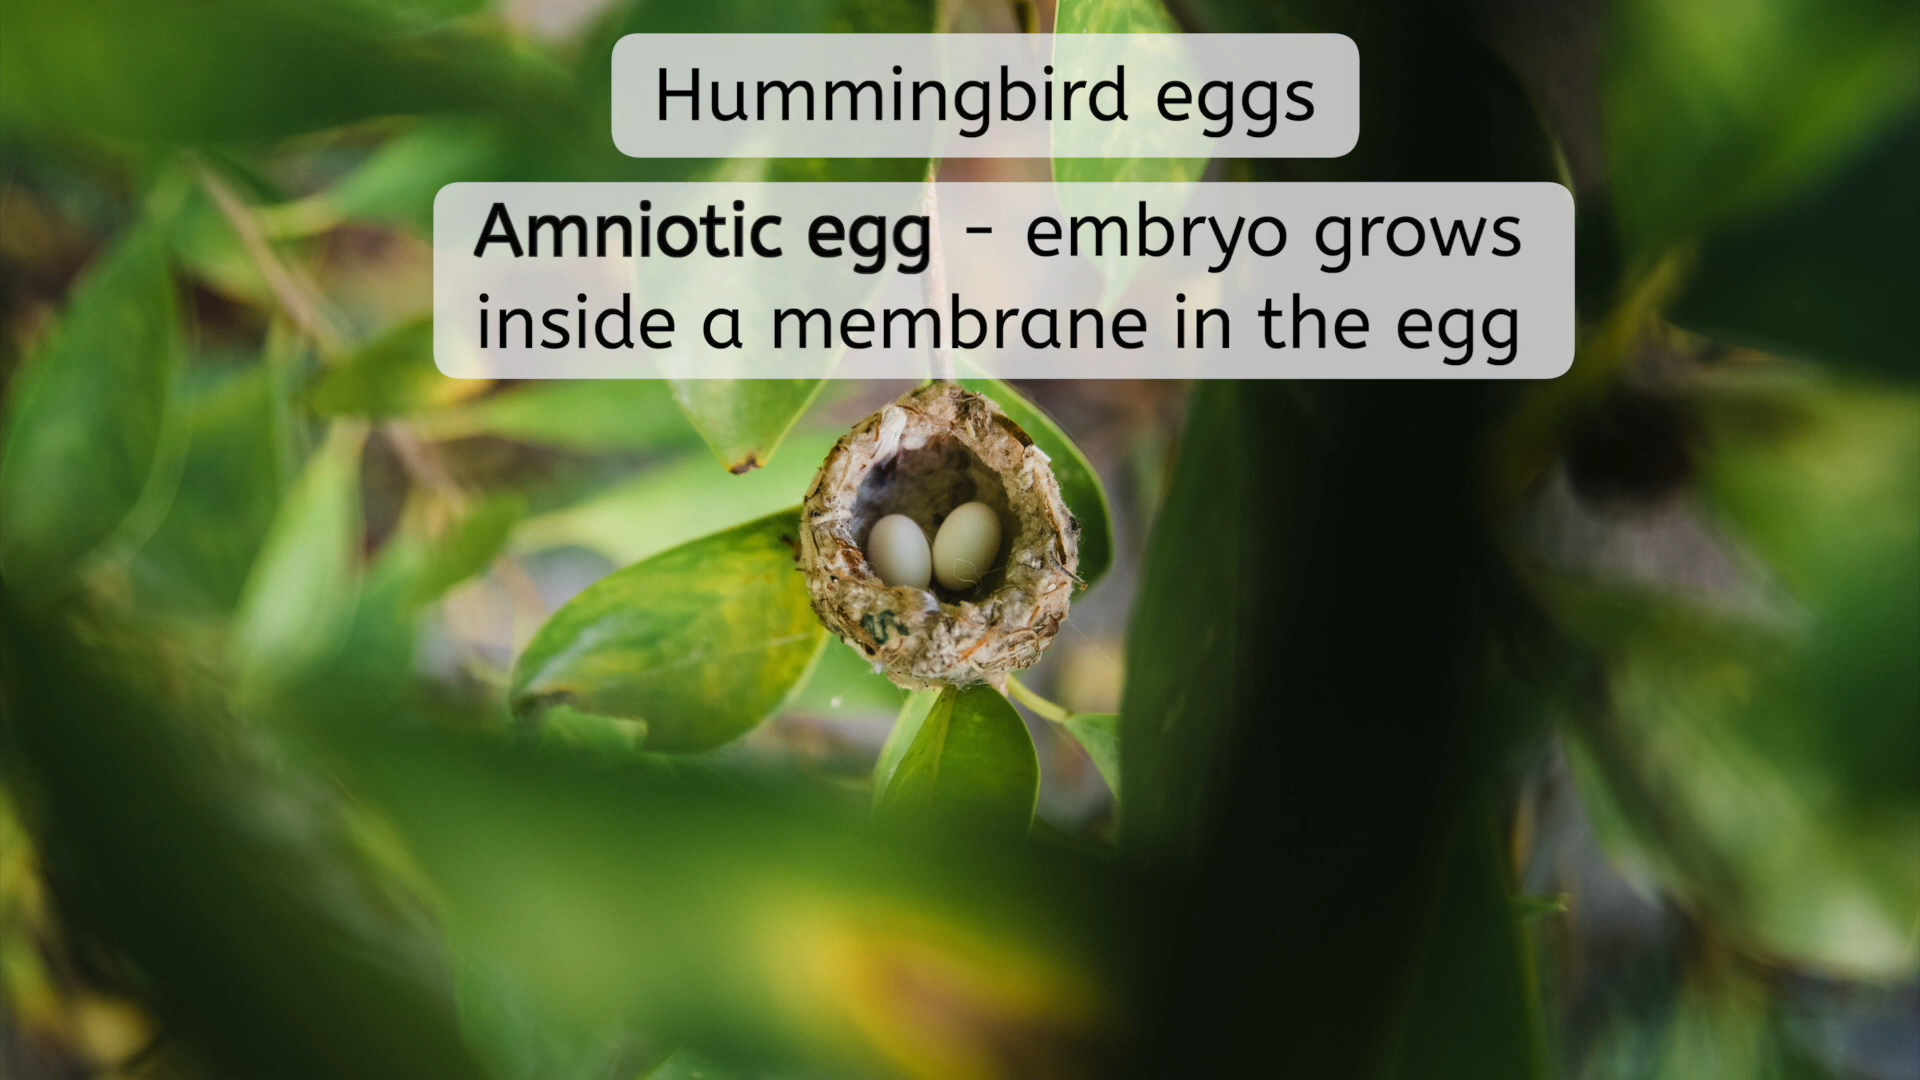 Hummingbird eggs
Amniotic egg - embryo grows
inside a membrane in the egg